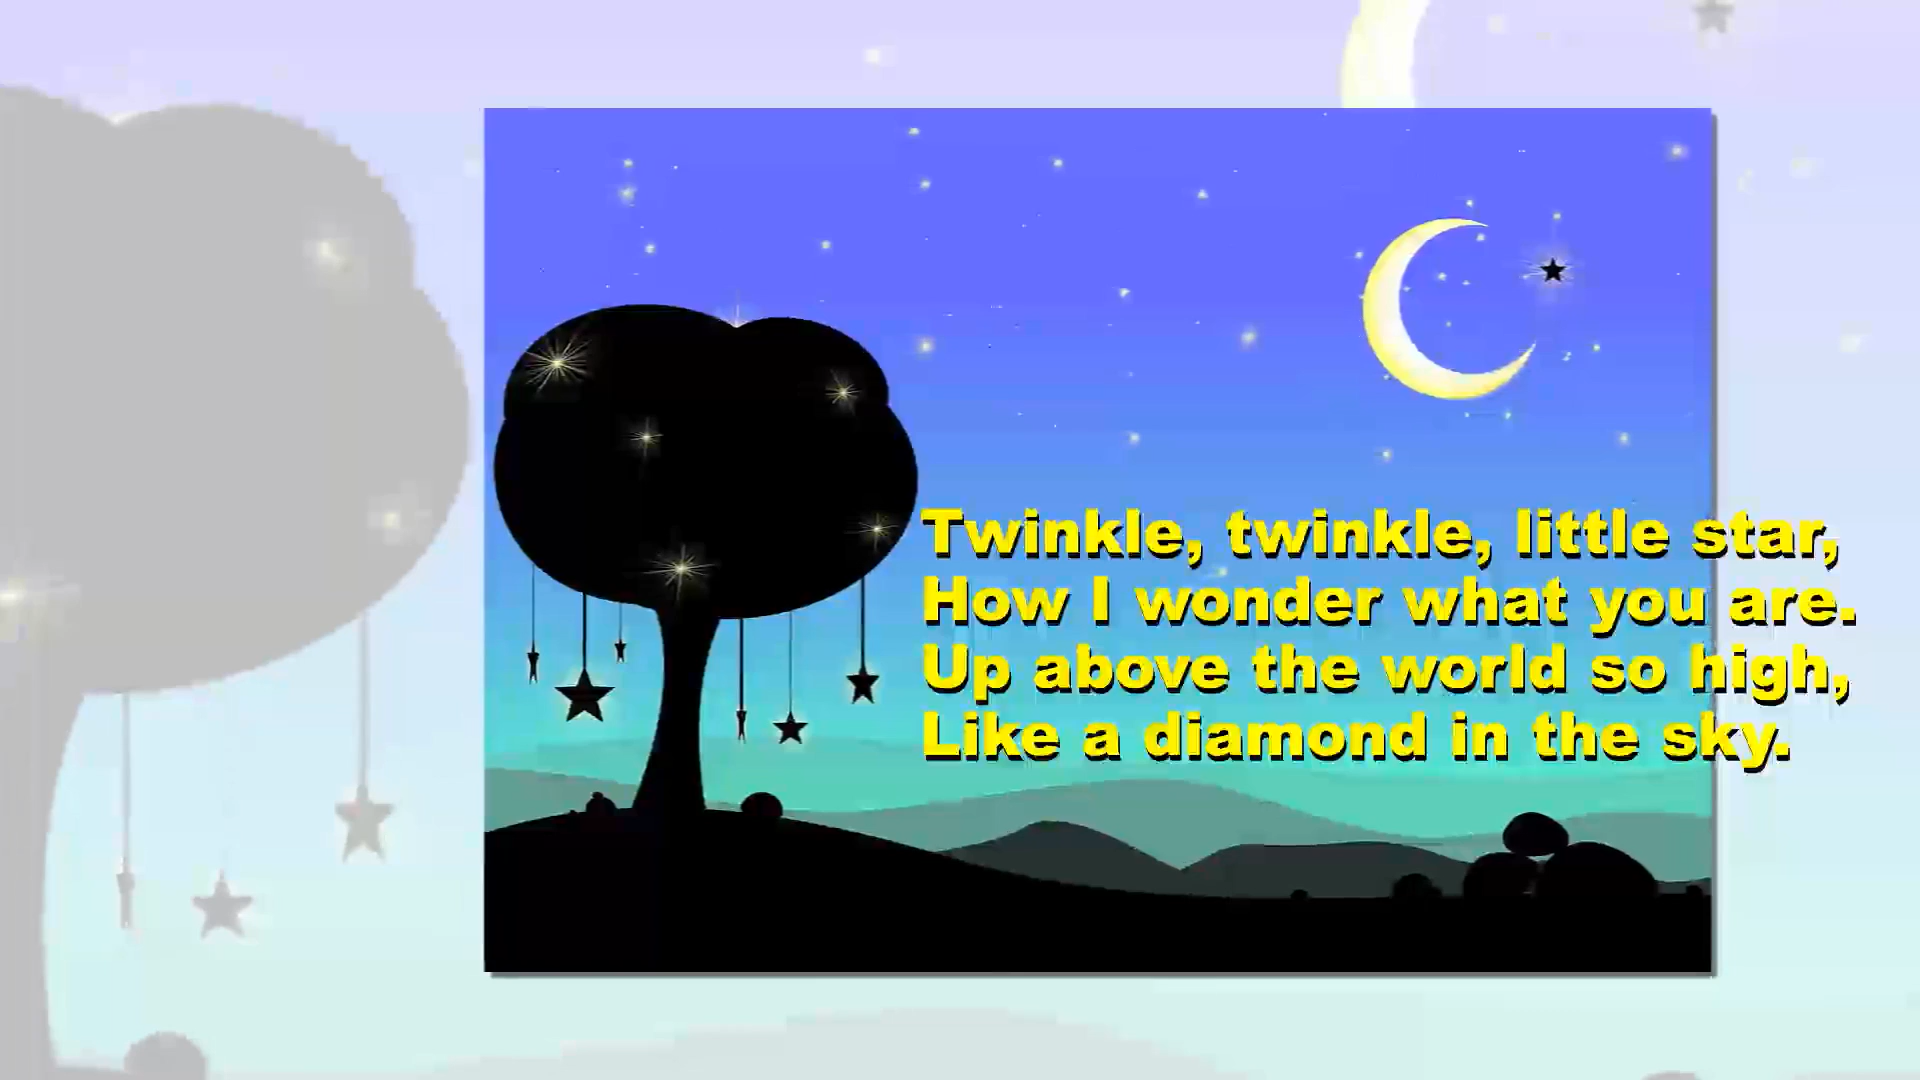 Twinkle, twinkle, little star,
How I wonder what you are.
Up above the world so high,
Like a diamond in the sky.